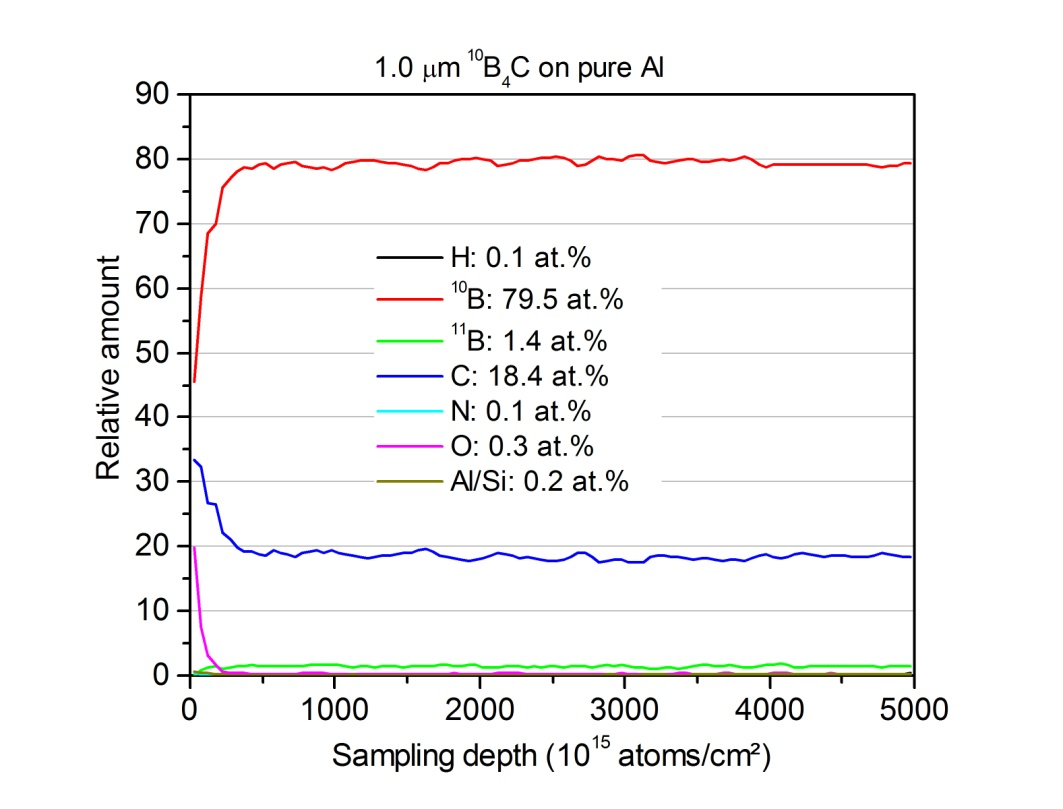 1.0 μm ¹⁰B₄C on pure Al
90
80
70
60
50
40
30
20
10
0
Relative amount
H: 0.1 at.%
¹⁰B: 79.5 at.%
¹¹B: 1.4 at.%
C: 18.4 at.%
N: 0.1 at.%
O: 0.3 at.%
Al/Si: 0.2 at.%
0 1000 2000 3000 4000 5000
Sampling depth (10¹⁵ atoms/cm²)